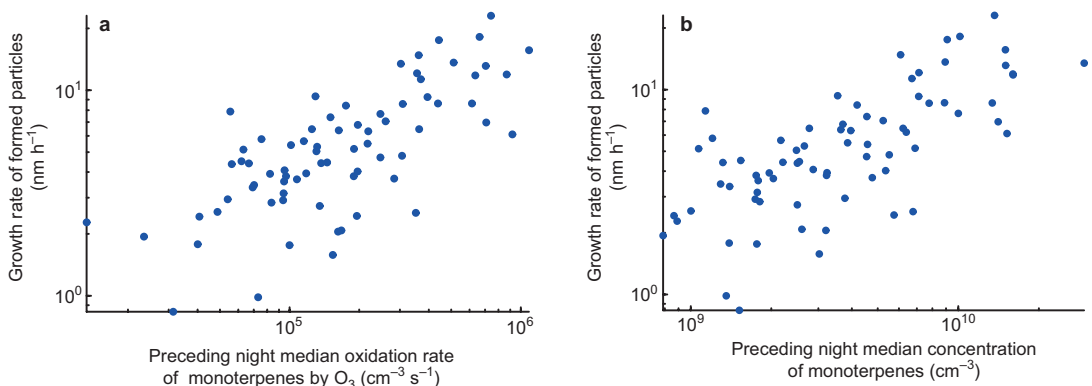 a
Growth rate of formed particles
(nm h⁻¹)
10¹
10⁰
10⁵
10⁶
Preceding night median oxidation rate
of monoterpenes by O₃ (cm⁻³ s⁻¹)
b
Growth rate of formed particles
(nm h⁻¹)
10¹
10⁰
10⁹
10¹⁰
Preceding night median concentration
of monoterpenes (cm⁻³)